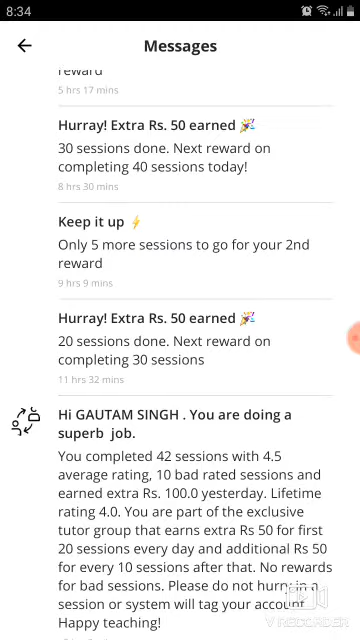 8:34
Messages
reward
5 hrs 17 mins
Hurray! Extra Rs. 50 earned 🎉
30 sessions done. Next reward on
completing 40 sessions today!
8 hrs 30 mins
Keep it up ⚡
Only 5 more sessions to go for your 2nd
reward
9 hrs 9 mins
Hurray! Extra Rs. 50 earned 🎉
20 sessions done. Next reward on
completing 30 sessions
11 hrs 32 mins
Hi GAUTAM SINGH . You are doing a
superb  job.
You completed 42 sessions with 4.5
average rating, 10 bad rated sessions and
earned extra Rs. 100.0 yesterday. Lifetime
rating 4.0. You are part of the exclusive
tutor group that earns extra Rs 50 for first
20 sessions every day and additional Rs 50
for every 10 sessions after that. No rewards
for bad sessions. Please do not hurry in a
session or system will tag your account.
Happy teaching!
V RECORDER